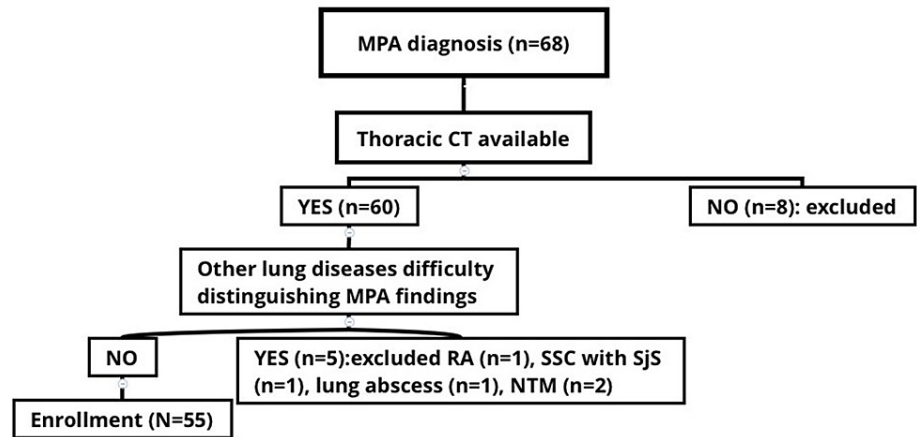 MPA diagnosis (n=68)
Thoracic CT available
YES (n=60)
NO (n=8): excluded
Other lung diseases difficulty
distinguishing MPA findings
NO
YES (n=5):excluded RA (n=1), SSC with SjS
(n=1), lung abscess (n=1), NTM (n=2)
Enrollment (N=55)